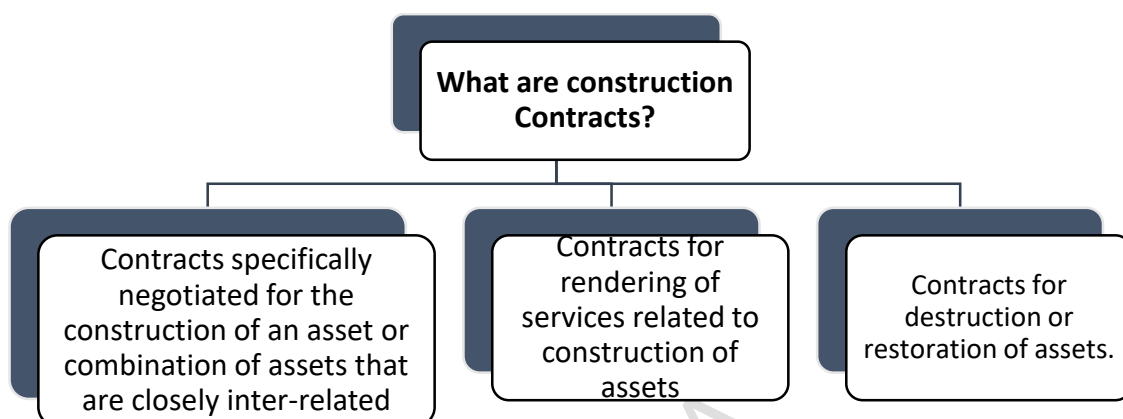 What are construction
Contracts?
Contracts specifically
negotiated for the
construction of an asset or
combination of assets that
are closely inter-related
Contracts for
rendering of
services related to
construction of
assets
Contracts for
destruction or
restoration of assets.